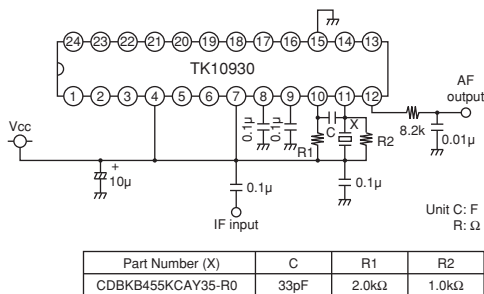 24 23 22 21 20 19 18 17 16 15 14 13
TK10930
1 2 3 4 5 6 7 8 9 10 11 12
AF
output
Vcc
0.1µ
0.1µ
C
X
R1
R2
8.2k
0.01µ
+
10µ
0.1µ
0.1µ
IF input
Unit C: F
R: Ω
Part Number (X) C R1 R2
CDBKB455KCAY35-R0 33pF 2.0kΩ 1.0kΩ